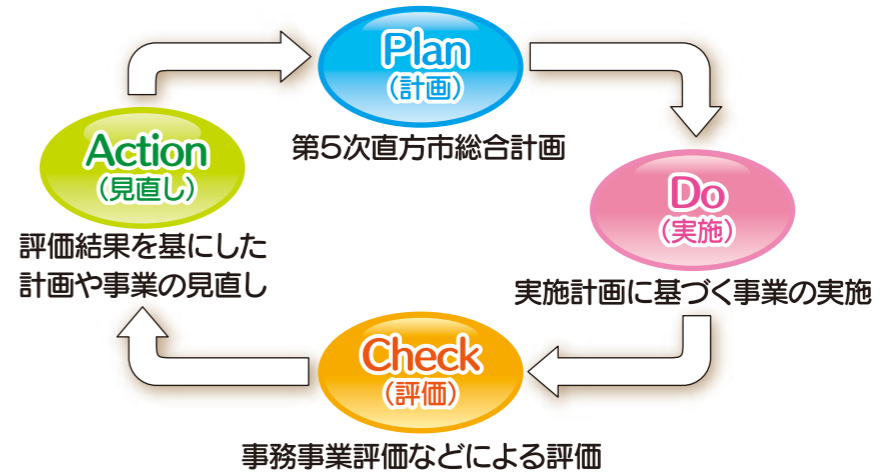 Plan
(計画)
第5次直方市総合計画
Do
(実施)
実施計画に基づく事業の実施
Check
(評価)
事務事業評価などによる評価
Action
(見直し)
評価結果を基にした
計画や事業の見直し